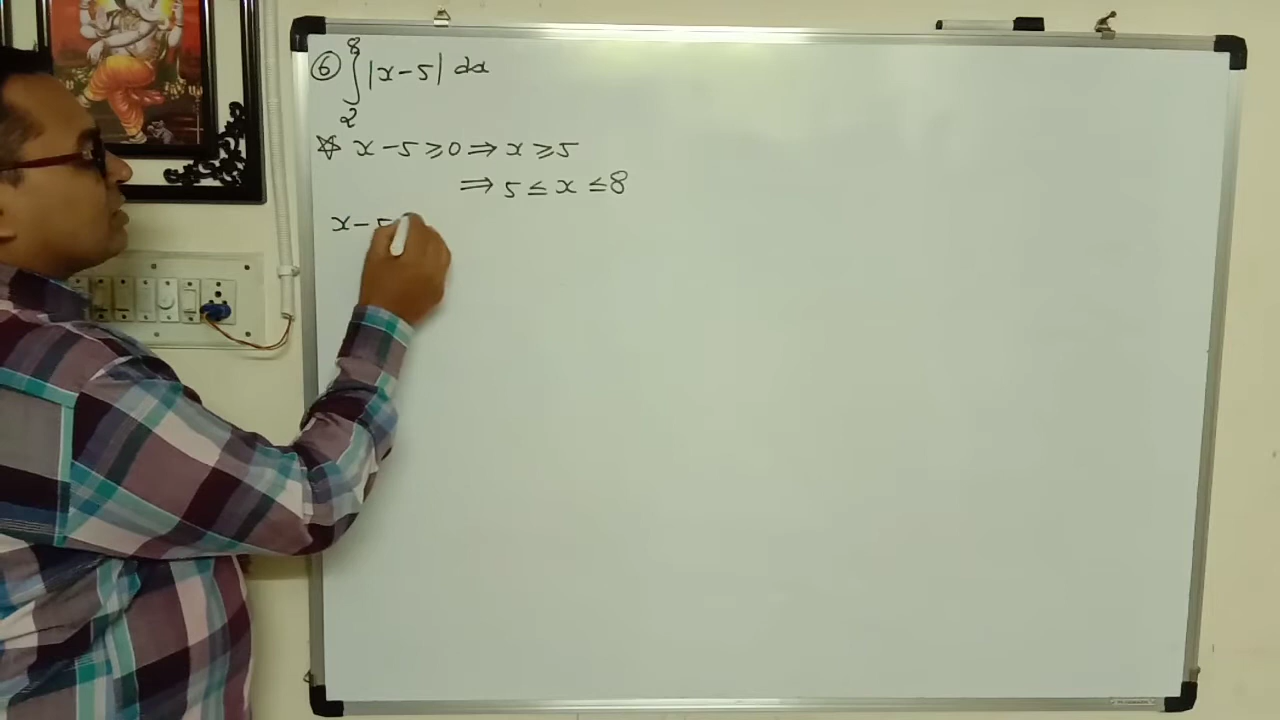 ⑥ ∫₂⁸ |x-5| dx
☆ x-5≥0 ⇒ x≥5
⇒ 5≤x≤8
x-5